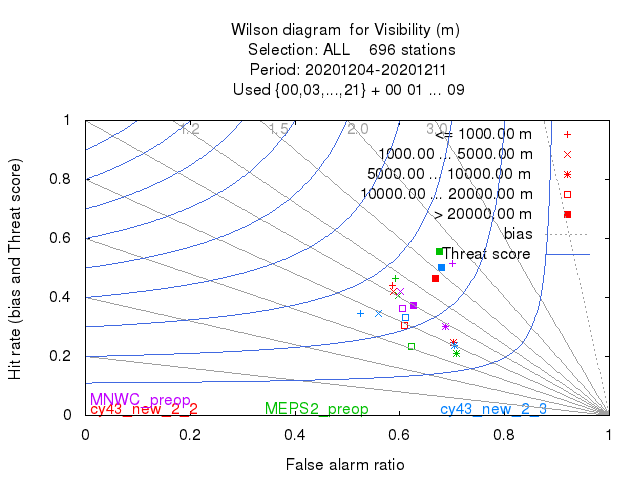 Wilson diagram for Visibility (m)
Selection: ALL 696 stations
Period: 20201204-20201211
Used {00,03,...,21} + 00 01 ... 09
Hit rate (bias and Threat score)
1
0.8
0.6
0.4
0.2
0
1.2 1.5 2.0 3.0
<= 1000.00 m
1000.00 ... 5000.00 m
5000.00 ... 10000.00 m
10000.00 ... 20000.00 m
> 20000.00 m
bias
Threat score
MNWC_preop
cy43_new_2_2 MEPS2_preop cy43_new_2_3
0 0.2 0.4 0.6 0.8 1
False alarm ratio